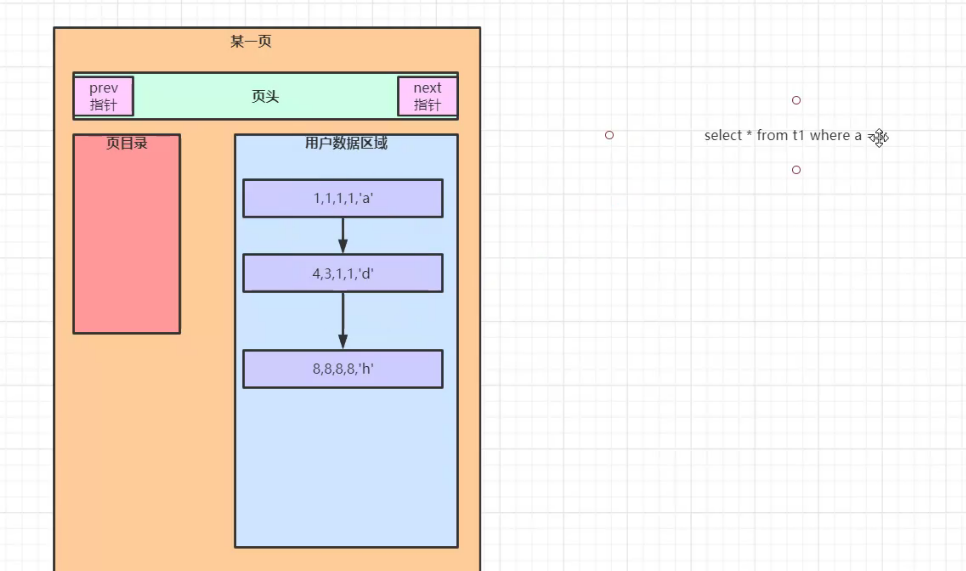 某一页
prev
指针
页头
next
指针
页目录
用户数据区域
1,1,1,1,'a'
4,3,1,1,'d'
8,8,8,8,'h'
select * from t1 where a =